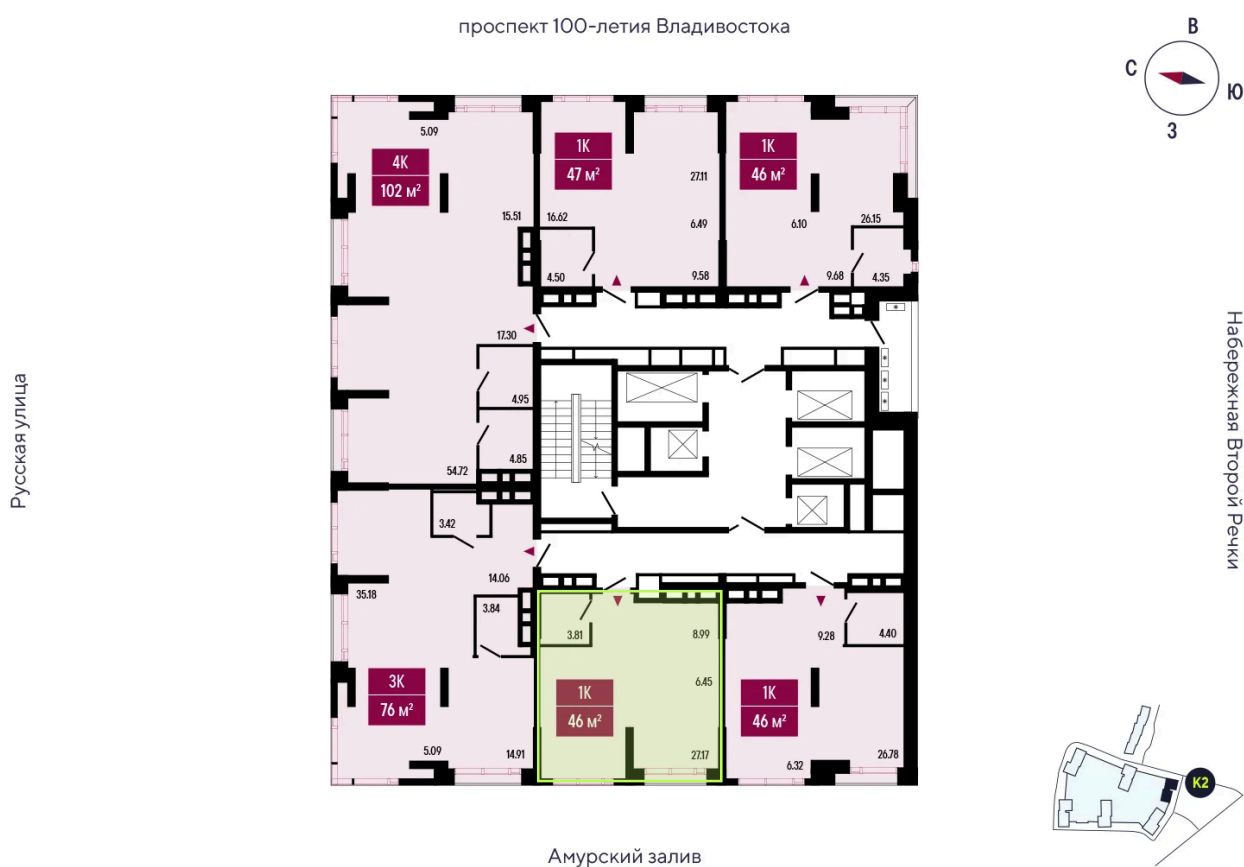 проспект 100-летия Владивостока
В
С
Ю
З
5.09
4К
102 м²
15.51
1К
47 м²
27.11
16.62
6.49
4.50
9.58
1К
46 м²
6.10
26.15
9.68
4.35
17.30
4.95
4.85
54.72
Русская улица
Набережная Второй Речки
3.42
14.06
35.18
3.84
3К
76 м²
5.09
14.91
3.81
8.99
6.45
1К
46 м²
27.17
9.28
4.40
1К
46 м²
6.32
26.78
К2
Амурский залив